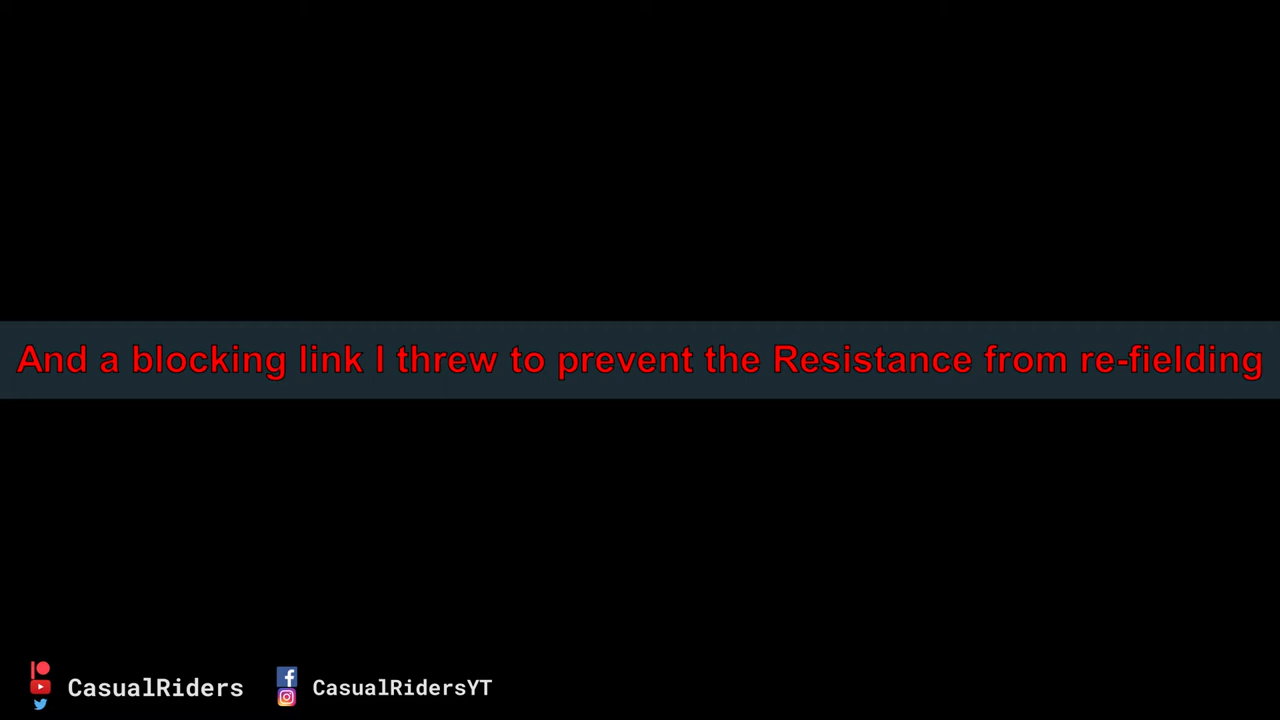 And a blocking link I threw to prevent the Resistance from re-fielding
CasualRiders
CasualRidersYT